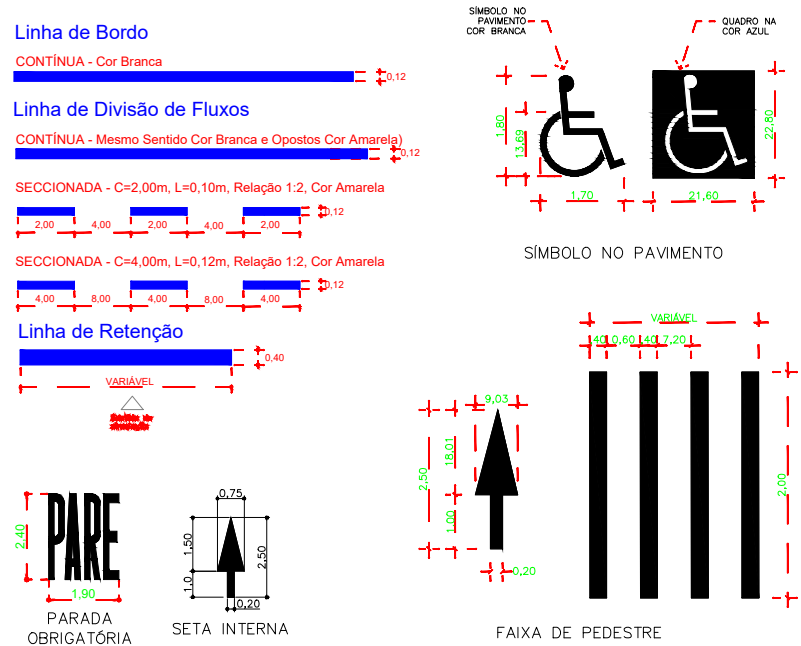 Linha de Bordo
CONTÍNUA - Cor Branca
0,12
Linha de Divisão de Fluxos
CONTÍNUA - Mesmo Sentido Cor Branca e Opostos Cor Amarela)
0,12
SECCIONADA - C=2,00m, L=0,10m, Relação 1:2, Cor Amarela
0,12
2,00 4,00 2,00 4,00 2,00
SECCIONADA - C=4,00m, L=0,12m, Relação 1:2, Cor Amarela
0,12
4,00 8,00 4,00 8,00 4,00
Linha de Retenção
0,40
VARIÁVEL
2.40
PARE
1,90
PARADA
OBRIGATÓRIA
0,75
1,50
2,50
1,0
0,20
SETA INTERNA
SÍMBOLO NO
PAVIMENTO
COR BRANCA
QUADRO NA
COR AZUL
1.80
13,69
1,70
22,80
21,60
SÍMBOLO NO PAVIMENTO
9,03
18,01
2,50
1.00
0,20
VARIÁVEL
40 0,60 40 7,20
2,00
FAIXA DE PEDESTRE